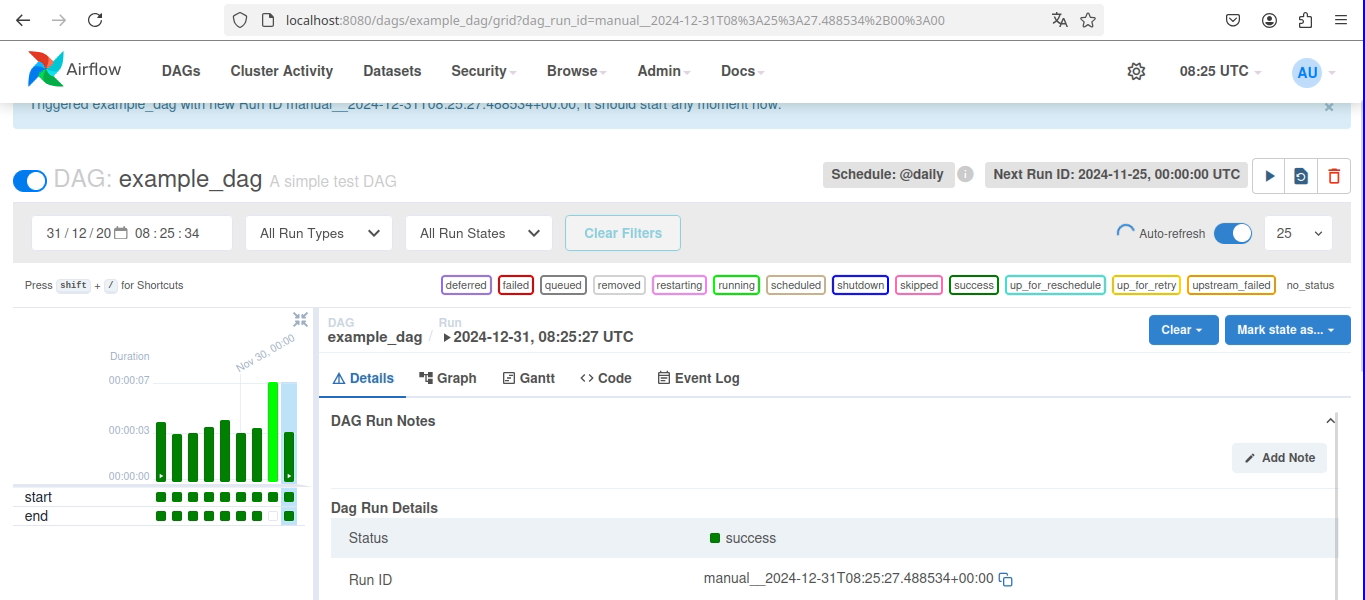 localhost:8080/dags/example_dag/grid?dag_run_id=manual__2024-12-31T08%3A25%3A27.488534%2B00%3A00
Airflow DAGs Cluster Activity Datasets Security Browse Admin Docs 08:25 UTC AU
Triggered example_dag with new Run ID manual__2024-12-31T08:25:27.488534+00:00, it should start any moment now. ×
DAG: example_dag A simple test DAG Schedule: @daily i Next Run ID: 2024-11-25, 00:00:00 UTC
31 / 12 / 20 08 : 25 : 34 All Run Types All Run States Clear Filters Auto-refresh 25
Press shift + / for Shortcuts deferred failed queued removed restarting running scheduled shutdown skipped success up_for_reschedule up_for_retry upstream_failed no_status
DAG Run
example_dag / 2024-12-31, 08:25:27 UTC Clear Mark state as...
Nov 30, 00:00
Duration
00:00:07
00:00:03
00:00:00
start
end
Details Graph Gantt Code Event Log
DAG Run Notes
Add Note
Dag Run Details
Status success
Run ID manual__2024-12-31T08:25:27.488534+00:00